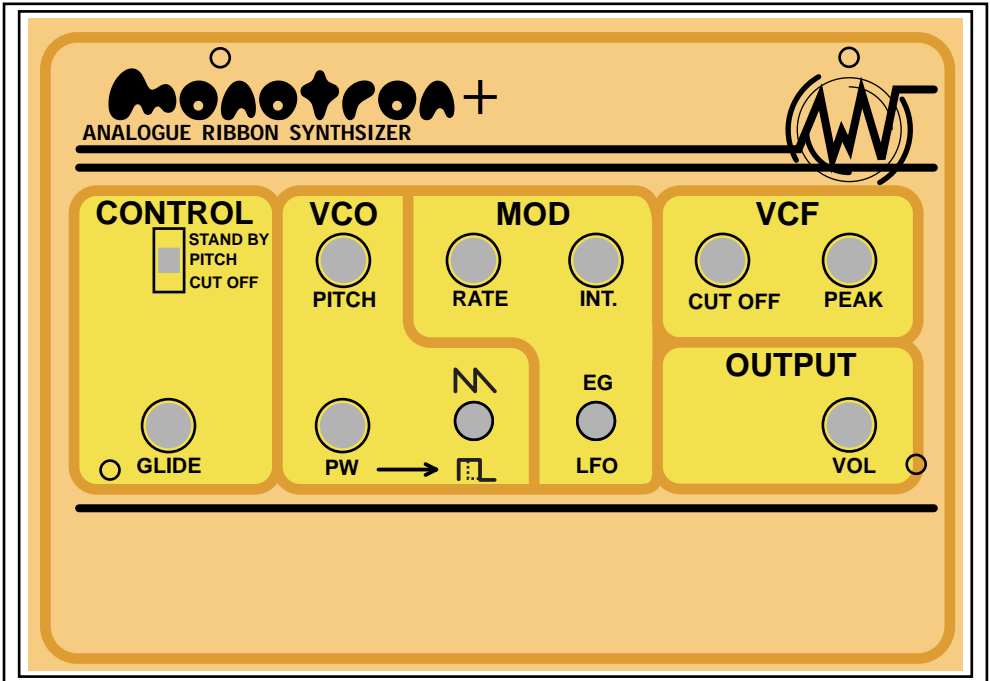 monotron+
ANALOGUE RIBBON SYNTHSIZER
CONTROL
STAND BY
PITCH
CUT OFF
GLIDE
VCO
PITCH
PW
MOD
RATE
INT.
EG
LFO
VCF
CUT OFF
PEAK
OUTPUT
VOL